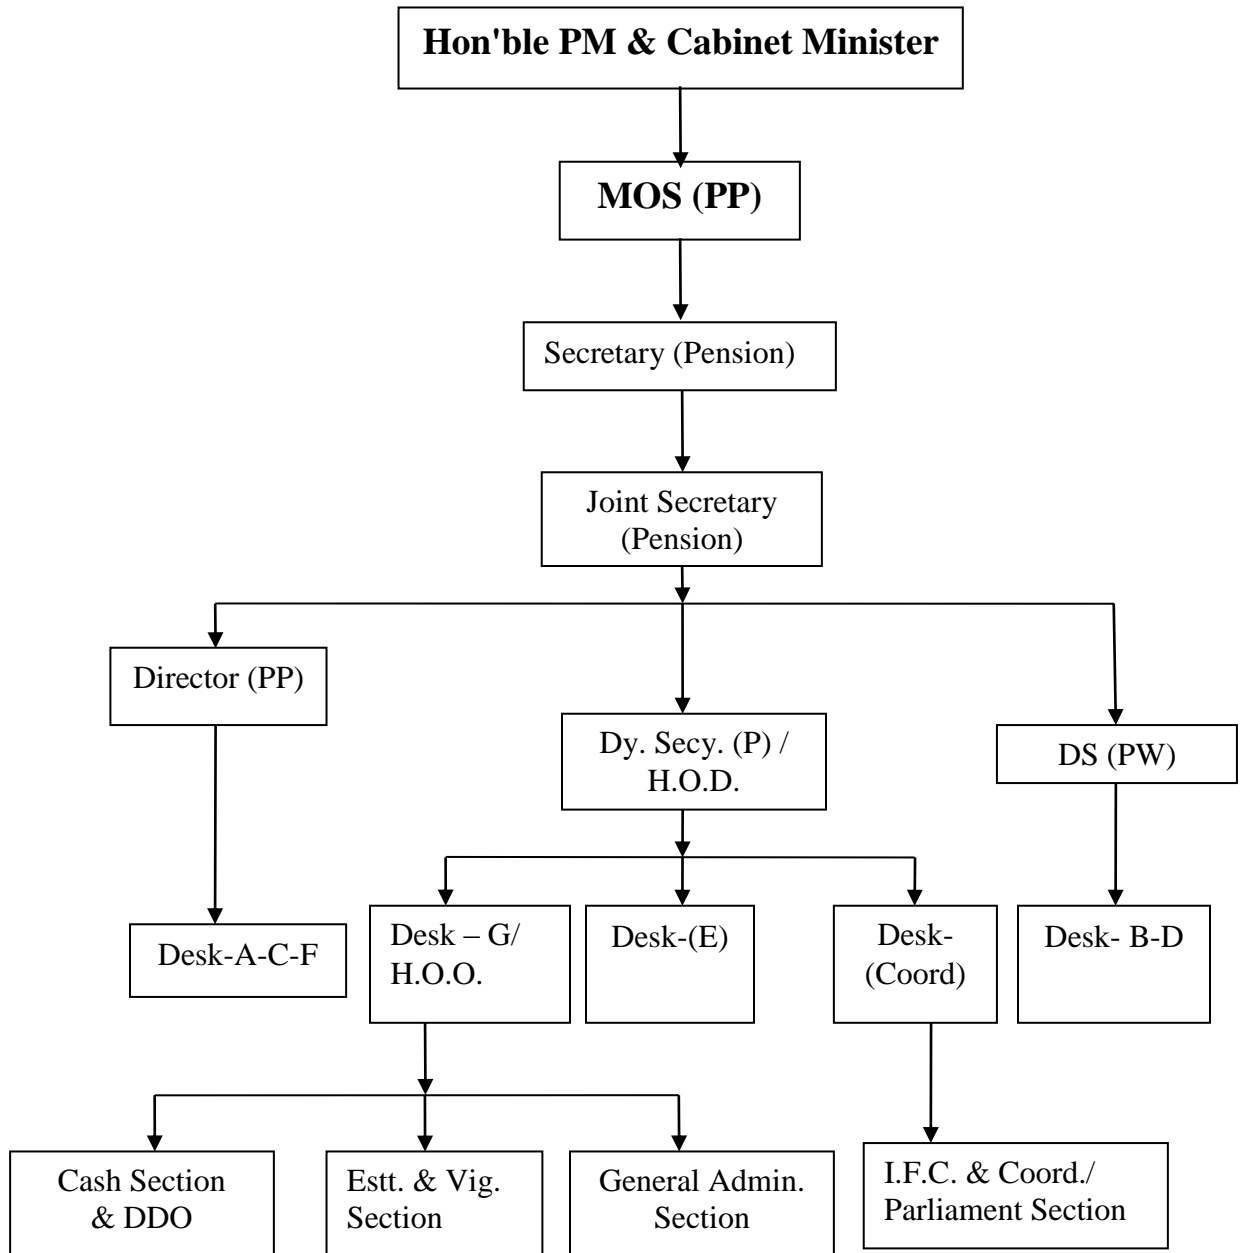 Hon'ble PM & Cabinet Minister
MOS (PP)
Secretary (Pension)
Joint Secretary
(Pension)
Director (PP)
Dy. Secy. (P) /
H.O.D.
DS (PW)
Desk-A-C-F
Desk – G/
H.O.O.
Desk-(E)
Desk-
(Coord)
Desk- B-D
Cash Section
& DDO
Estt. & Vig.
Section
General Admin.
Section
I.F.C. & Coord./
Parliament Section